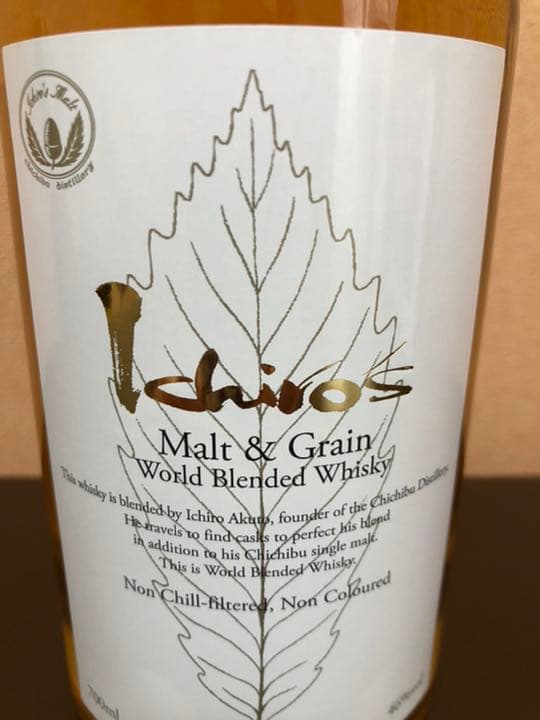 Ichiro's Malt
Chichibu distillery
Ichiro's
Malt & Grain
World Blended Whisky
This whisky is blended by Ichiro Akuto, founder of the Chichibu Distillery.
He travels to find casks to perfect his blend
in addition to his Chichibu single malt.
This is World Blended Whisky.
Non Chill-filtered, Non Coloured
700ml